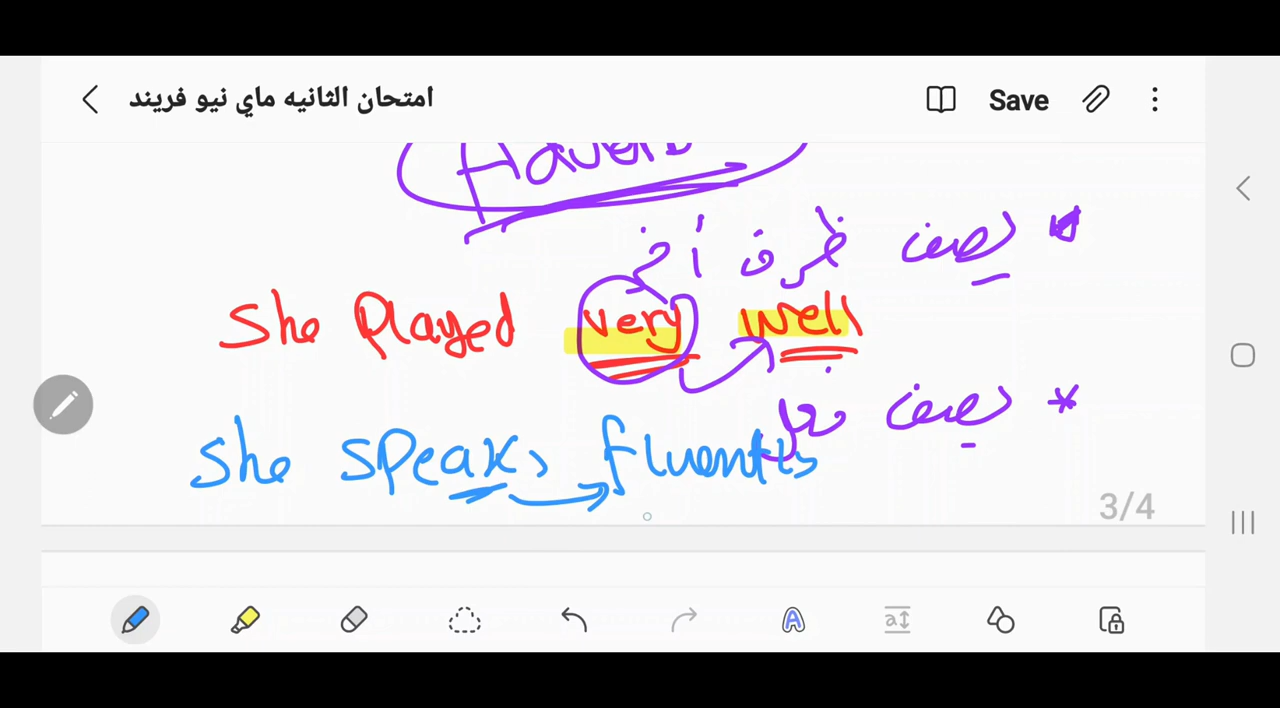 امتحان الثانيه ماي نيو فريند
Save
Adverb
* يصف ظرف أخر
She Played very well
* يصف فعل
She speaks fluently
3/4